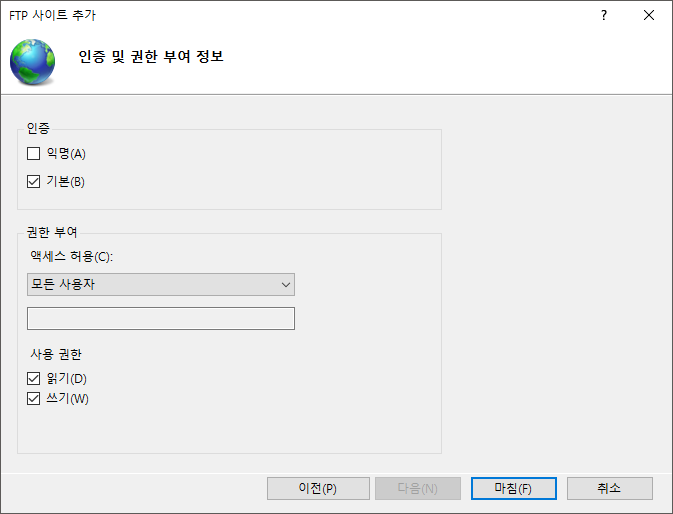 FTP 사이트 추가
?
인증 및 권한 부여 정보
인증
익명(A)
기본(B)
권한 부여
액세스 허용(C):
모든 사용자
사용 권한
읽기(D)
쓰기(W)
이전(P)
다음(N)
마침(F)
취소